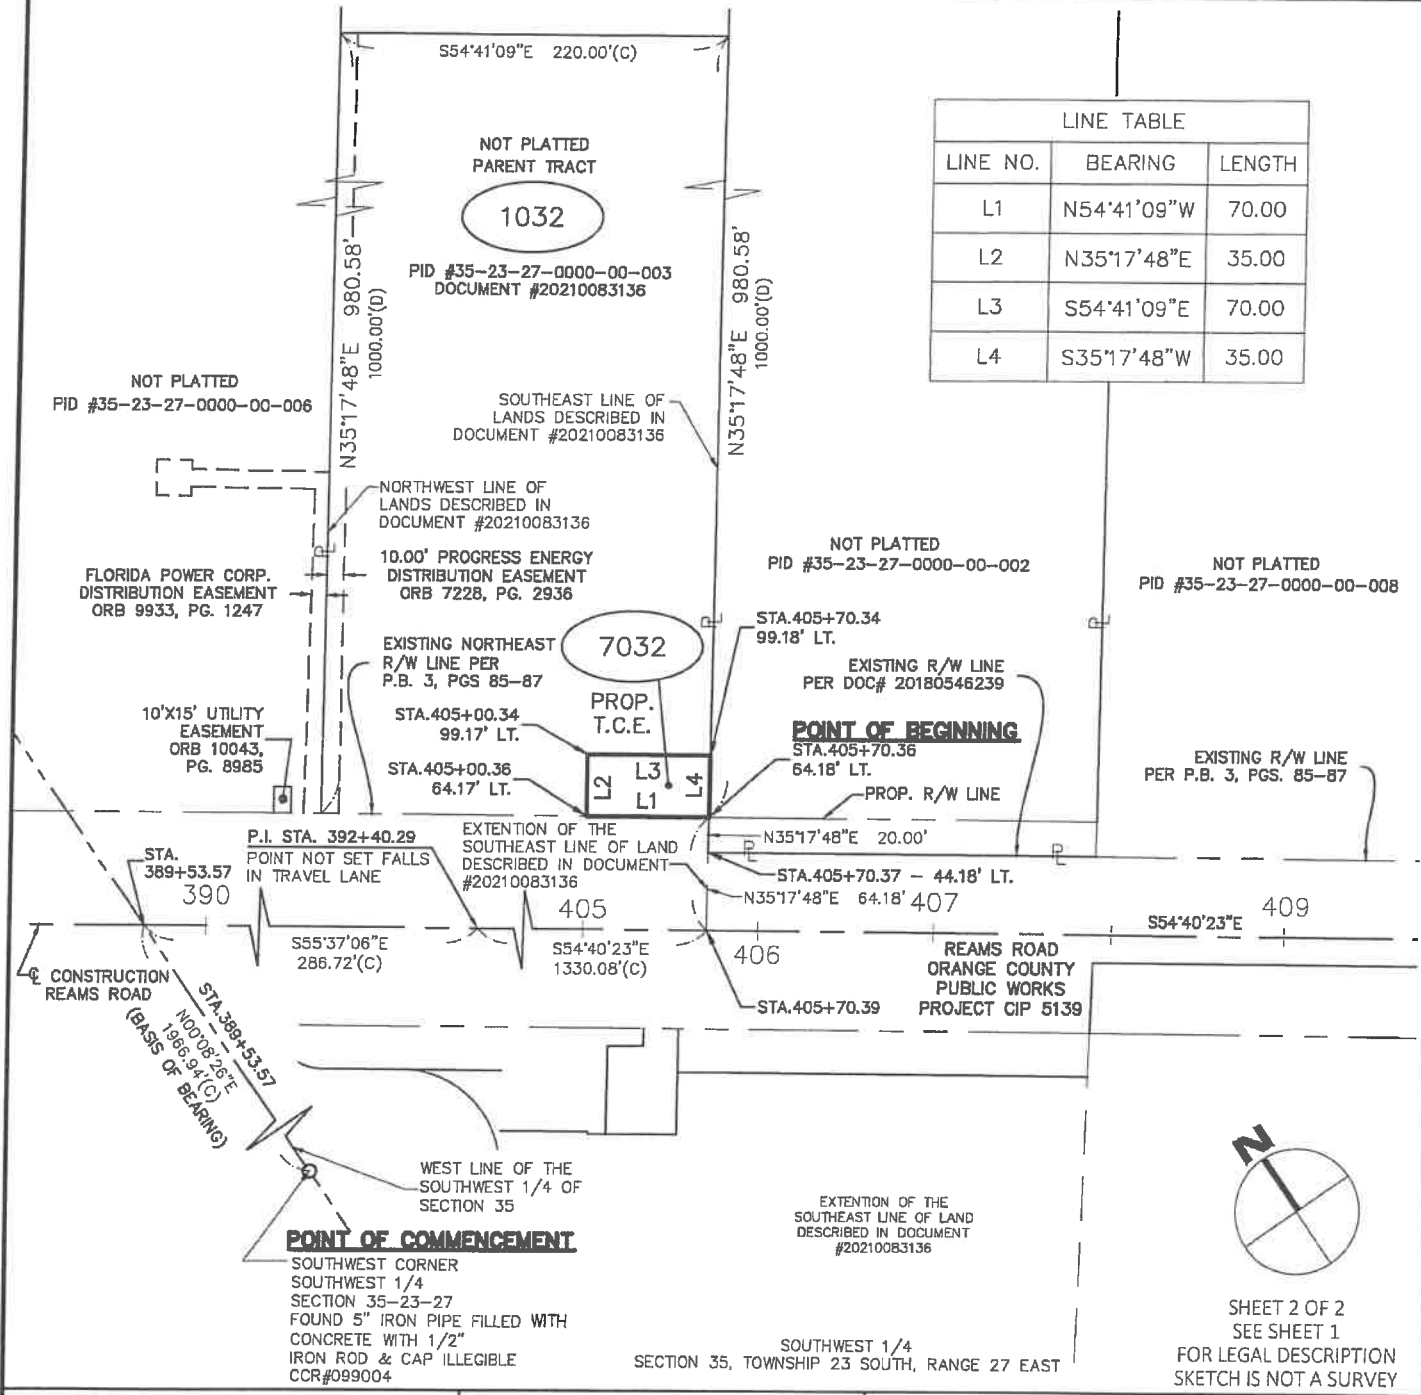 S54°41'09"E 220.00'(C)
NOT PLATTED
PARENT TRACT
1032
PID #35-23-27-0000-00-003
DOCUMENT #20210083136
N35°17'48"E 980.58'
1000.00'(D)
N35°17'48"E 980.58'
1000.00'(D)
LINE TABLE
LINE NO. BEARING LENGTH
L1 N54°41'09"W 70.00
L2 N35°17'48"E 35.00
L3 S54°41'09"E 70.00
L4 S35°17'48"W 35.00
NOT PLATTED
PID #35-23-27-0000-00-006
SOUTHEAST LINE OF
LANDS DESCRIBED IN
DOCUMENT #20210083136
NORTHWEST LINE OF
LANDS DESCRIBED IN
DOCUMENT #20210083136
PL
10.00' PROGRESS ENERGY
DISTRIBUTION EASEMENT
ORB 7228, PG. 2936
FLORIDA POWER CORP.
DISTRIBUTION EASEMENT
ORB 9933, PG. 1247
NOT PLATTED
PID #35-23-27-0000-00-002
NOT PLATTED
PID #35-23-27-0000-00-008
PL
PL
EXISTING NORTHEAST
R/W LINE PER
P.B. 3, PGS 85-87
7032
PROP.
T.C.E.
STA.405+70.34
99.18' LT.
EXISTING R/W LINE
PER DOC# 20180546239
10'X15' UTILITY
EASEMENT
ORB 10043,
PG. 8985
STA.405+00.34
99.17' LT.
STA.405+00.36
64.17' LT.
L2
L3
L1
L4
POINT OF BEGINNING
STA.405+70.36
64.18' LT.
PROP. R/W LINE
EXISTING R/W LINE
PER P.B. 3, PGS. 85-87
P.I. STA. 392+40.29
POINT NOT SET FALLS
IN TRAVEL LANE
EXTENTION OF THE
SOUTHEAST LINE OF LAND
DESCRIBED IN DOCUMENT
#20210083136
N35°17'48"E 20.00'
PL
PL
STA.405+70.37 - 44.18' LT.
N35°17'48"E 64.18'
STA.
389+53.57
390
405
406
407
409
S55°37'06"E
286.72'(C)
S54°40'23"E
1330.08'(C)
S54°40'23"E
CL CONSTRUCTION
REAMS ROAD
STA.405+70.39
REAMS ROAD
ORANGE COUNTY
PUBLIC WORKS
PROJECT CIP 5139
STA.389+53.57
N00°08'26"E
1966.94'(C)
(BASIS OF BEARING)
WEST LINE OF THE
SOUTHWEST 1/4 OF
SECTION 35
POINT OF COMMENCEMENT
SOUTHWEST CORNER
SOUTHWEST 1/4
SECTION 35-23-27
FOUND 5" IRON PIPE FILLED WITH
CONCRETE WITH 1/2"
IRON ROD & CAP ILLEGIBLE
CCR#099004
EXTENTION OF THE
SOUTHEAST LINE OF LAND
DESCRIBED IN DOCUMENT
#20210083136
SOUTHWEST 1/4
SECTION 35, TOWNSHIP 23 SOUTH, RANGE 27 EAST
N
SHEET 2 OF 2
SEE SHEET 1
FOR LEGAL DESCRIPTION
SKETCH IS NOT A SURVEY